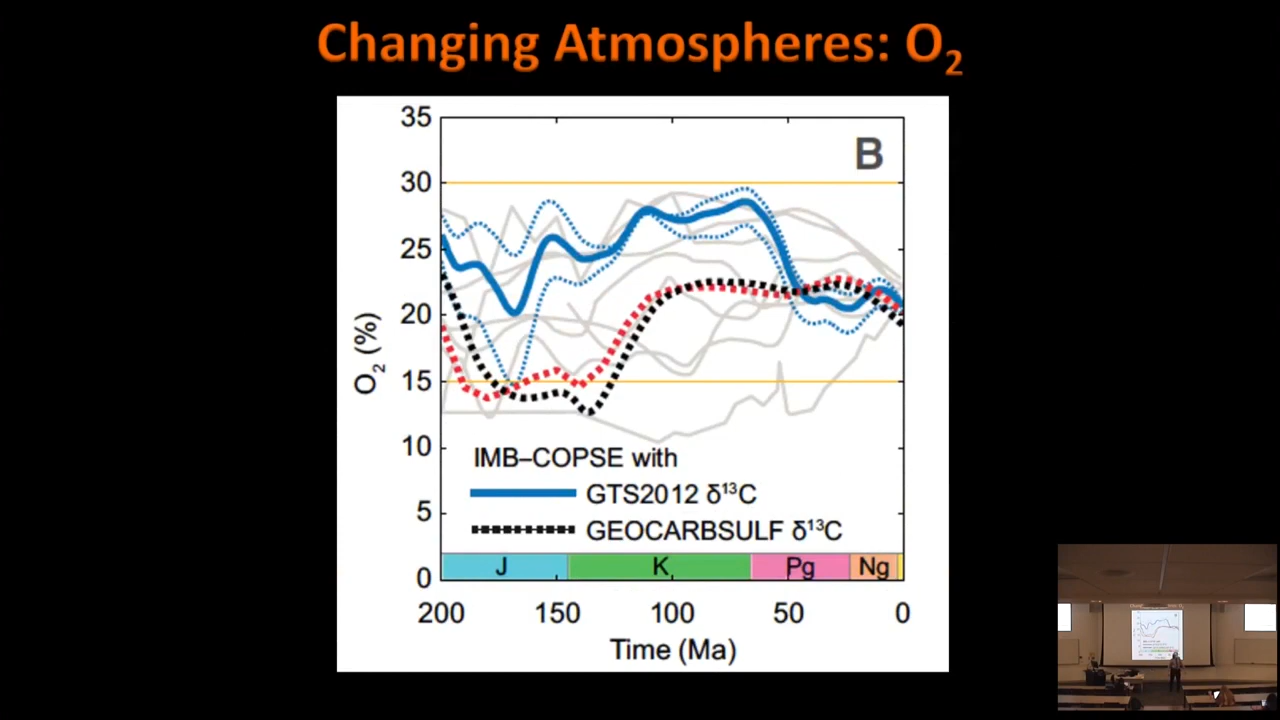 Changing Atmospheres: O₂
B
35
30
25
20
15
10
5
0
O₂ (%)
IMB–COPSE with
GTS2012 δ¹³C
GEOCARBSULF δ¹³C
J K Pg Ng
200 150 100 50 0
Time (Ma)